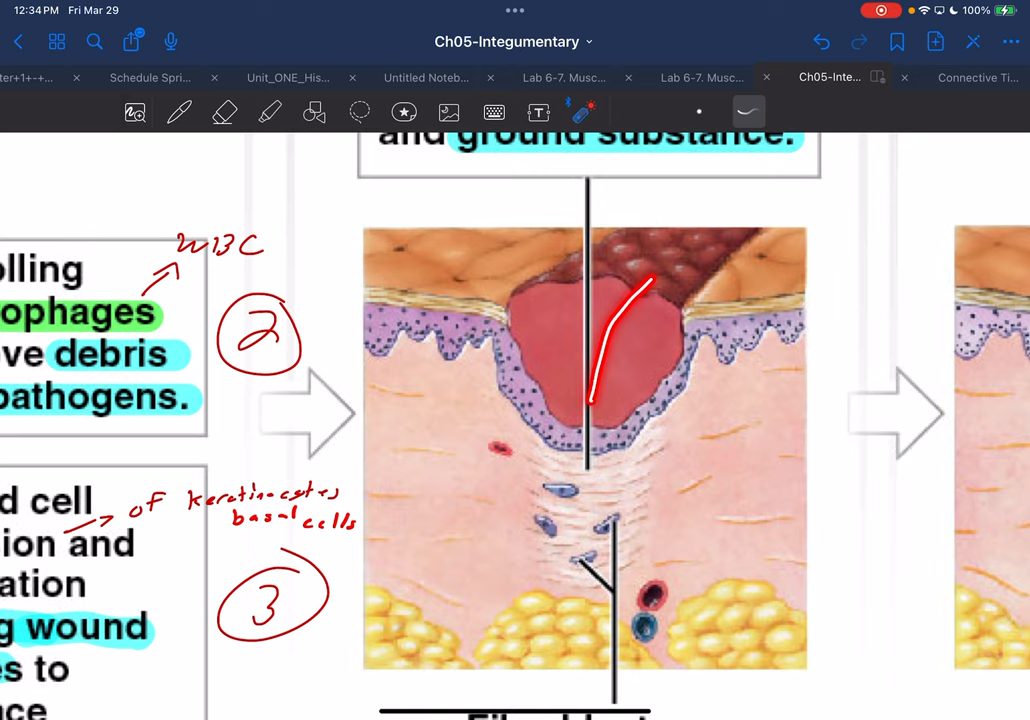 12:34 PM Fri Mar 29
100%
Ch05-Integumentary
ter+1+-+...
Schedule Spri...
Unit_ONE_His...
Untitled Noteb...
Lab 6-7. Musc...
Lab 6-7. Musc...
Ch05-Inte...
Connective Ti...
and ground substance.
WBC
olling
ophages
ove debris
pathogens.
2
d cell
of keratinocytes
basal cells
ion and
ation
g wound
es to
nce
3